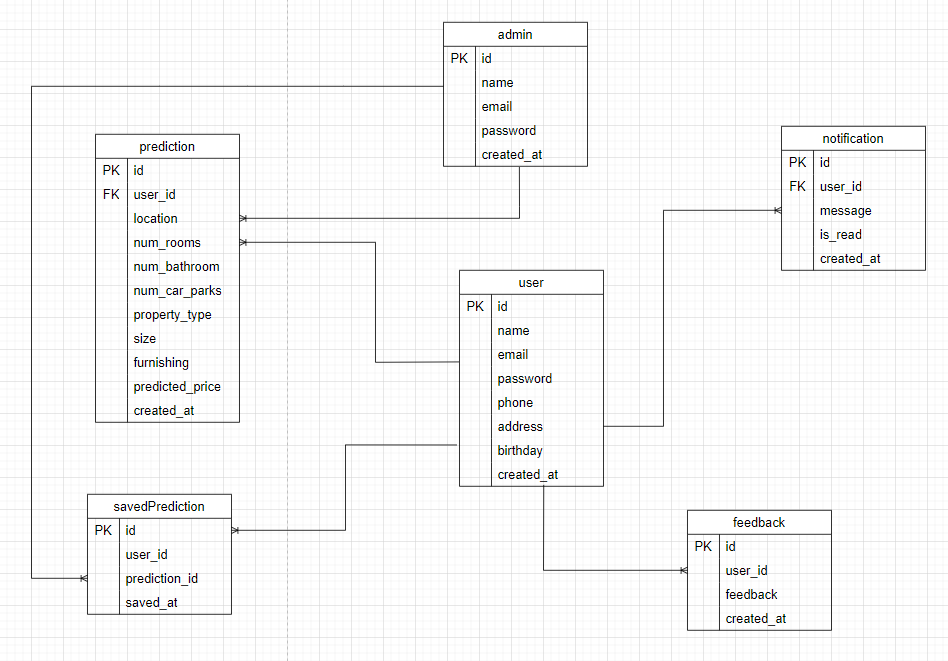 admin
PK id
name
email
password
created_at
prediction
PK id
FK user_id
location
num_rooms
num_bathroom
num_car_parks
property_type
size
furnishing
predicted_price
created_at
notification
PK id
FK user_id
message
is_read
created_at
user
PK id
name
email
password
phone
address
birthday
created_at
savedPrediction
PK id
user_id
prediction_id
saved_at
feedback
PK id
user_id
feedback
created_at